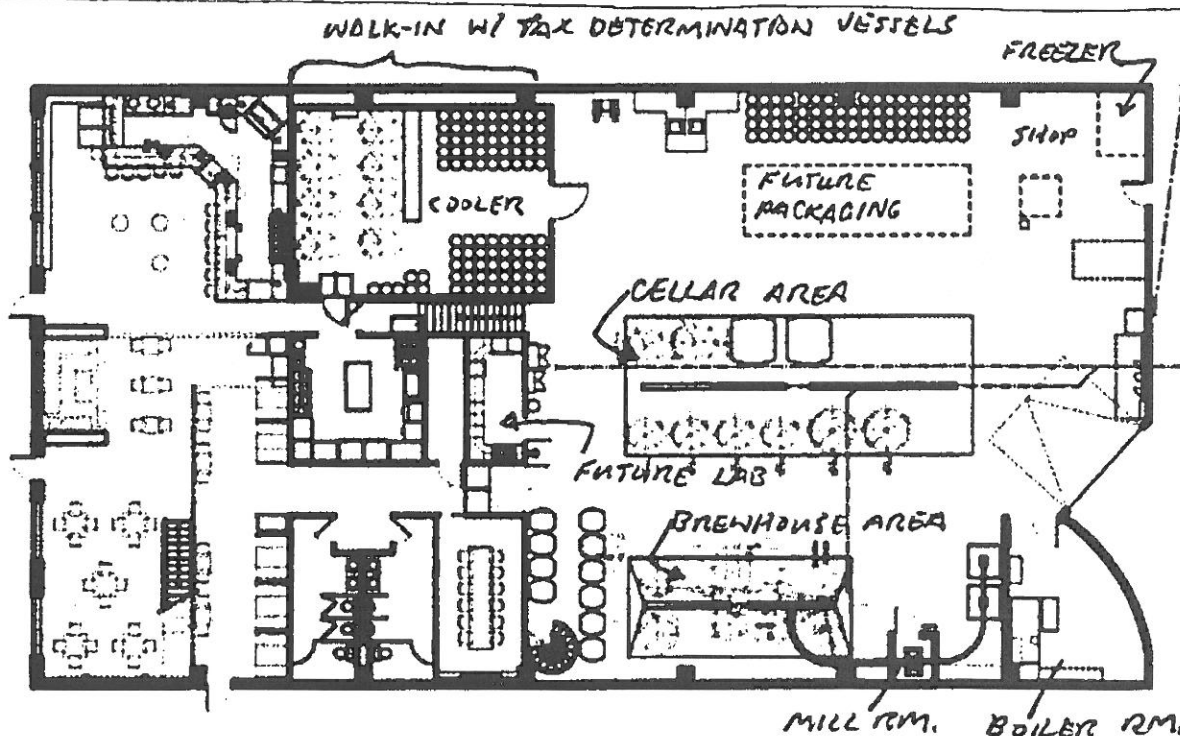 WALK-IN W/ TAX DETERMINATION VESSELS
FREEZER
SHOP
FUTURE
PACKAGING
COOLER
CELLAR AREA
FUTURE LAB
BREWHOUSE AREA
MILL RM.
BOILER RM.